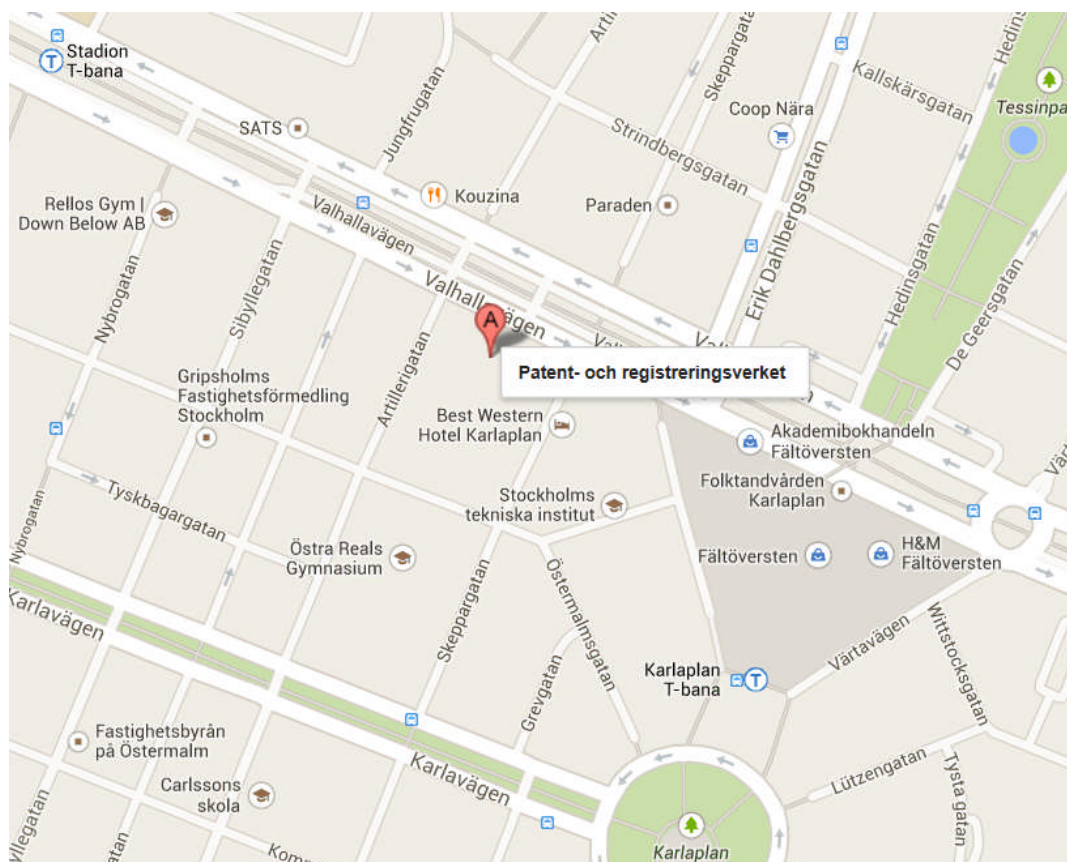 Stadion
T-bana
SATS
Jungfrugatan
Artil
Skeppargatan
Coop Nära
Kallskärsgatan
Hedinsgatan
Tessinpa
Strindbergsgatan
Rellos Gym |
Down Below AB
Kouzina
Paraden
Erik Dahlbergsgatan
Hedinsgatan
De Geersgatan
Valhallavägen
Nybrogatan
Sibyllegatan
Artillerigatan
A
Patent- och registreringsverket
Gripsholms
Fastighetsförmedling
Stockholm
Best Western
Hotel Karlaplan
Akademibokhandeln
Fältöversten
Folktandvården
Karlaplan
Värt
Tyskbagargatan
Nybrogatan
Stockholms
tekniska institut
Östra Reals
Gymnasium
Fältöversten
H&M
Fältöversten
Karlavägen
Skeppargatan
Östermalmsgatan
Grevgatan
Karlaplan
T-bana
T
Värtavägen
Wittstocksgatan
Fastighetsbyrån
på Östermalm
Karlavägen
Carlssons
skola
Lützengatan
Tysta gatan
Karlaplan